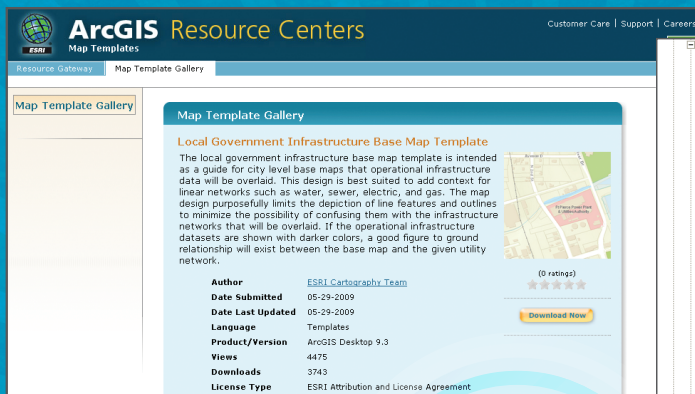 ArcGIS Resource Centers
Map Templates
ESRI
Customer Care | Support | Careers
Resource Gateway
Map Template Gallery
Map Template Gallery
Map Template Gallery
Local Government Infrastructure Base Map Template
The local government infrastructure base map template is intended
as a guide for city level base maps that operational infrastructure
data will be overlaid. This design is best suited to add context for
linear networks such as water, sewer, electric, and gas. The map
design purposefully limits the depiction of line features and outlines
to minimize the possibility of confusing them with the infrastructure
networks that will be overlaid. If the operational infrastructure
datasets are shown with darker colors, a good figure to ground
relationship will exist between the base map and the given utility
network.
(0 ratings)
Download Now
Author ESRI Cartography Team
Date Submitted 05-29-2009
Date Last Updated 05-29-2009
Language Templates
Product/Version ArcGIS Desktop 9.3
Views 4475
Downloads 3743
License Type ESRI Attribution and License Agreement